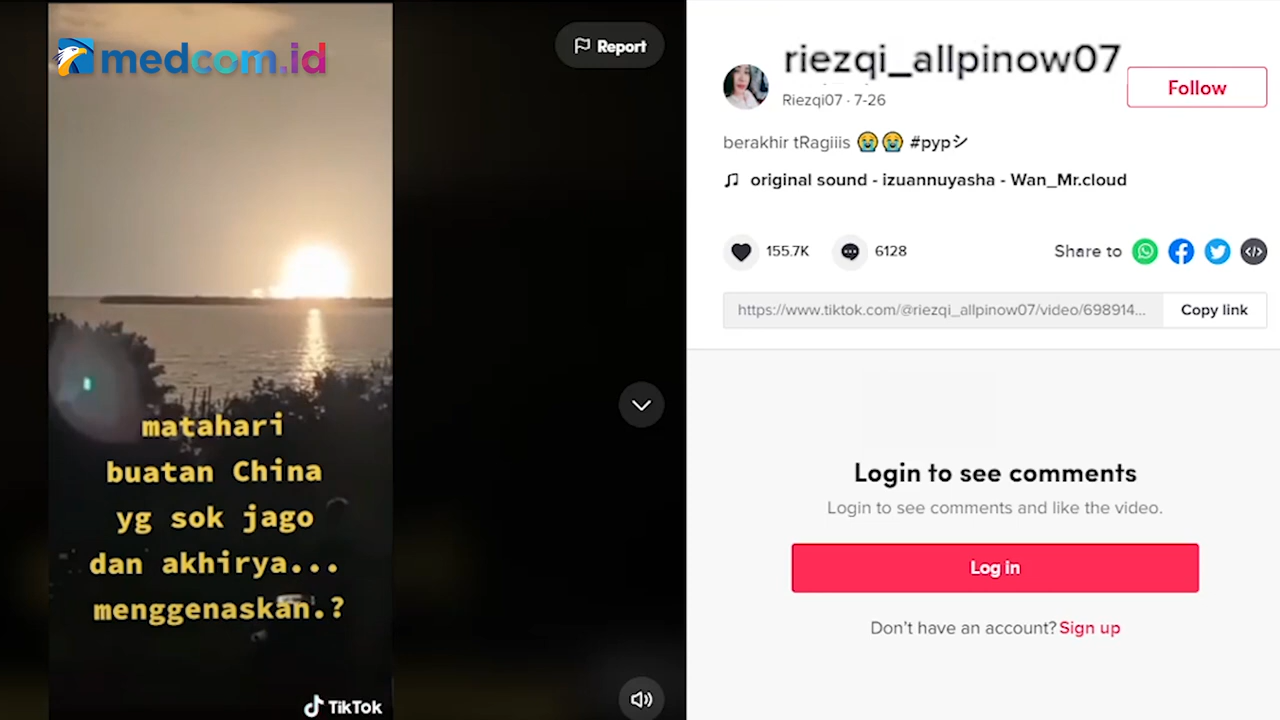 medcom.id
Report
matahari
buatan China
yg sok jago
dan akhirya...
menggenaskan.?
TikTok
riezqi_allpinow07
Riezqi07 · 7-26
Follow
berakhir tRagiiis 😭😭 #pypシ
original sound - izuannuyasha - Wan_Mr.cloud
155.7K
6128
Share to
https://www.tiktok.com/@riezqi_allpinow07/video/698914...
Copy link
Login to see comments
Login to see comments and like the video.
Log in
Don't have an account? Sign up